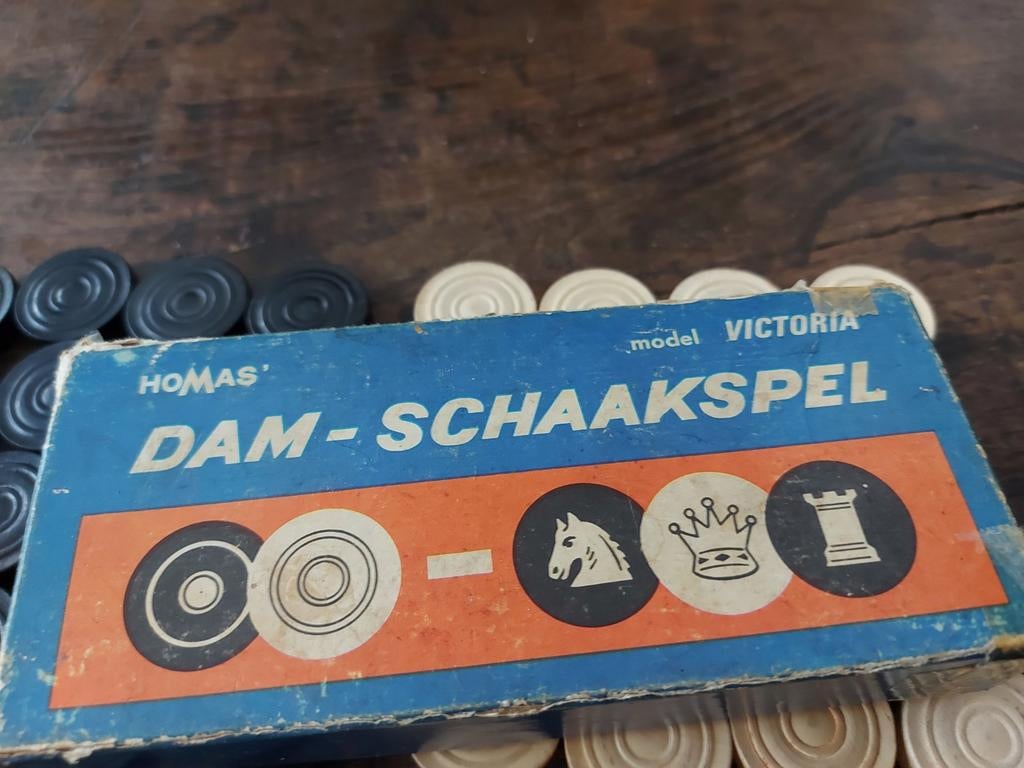 HOMAS'
model VICTORIA
DAM - SCHAAKSPEL